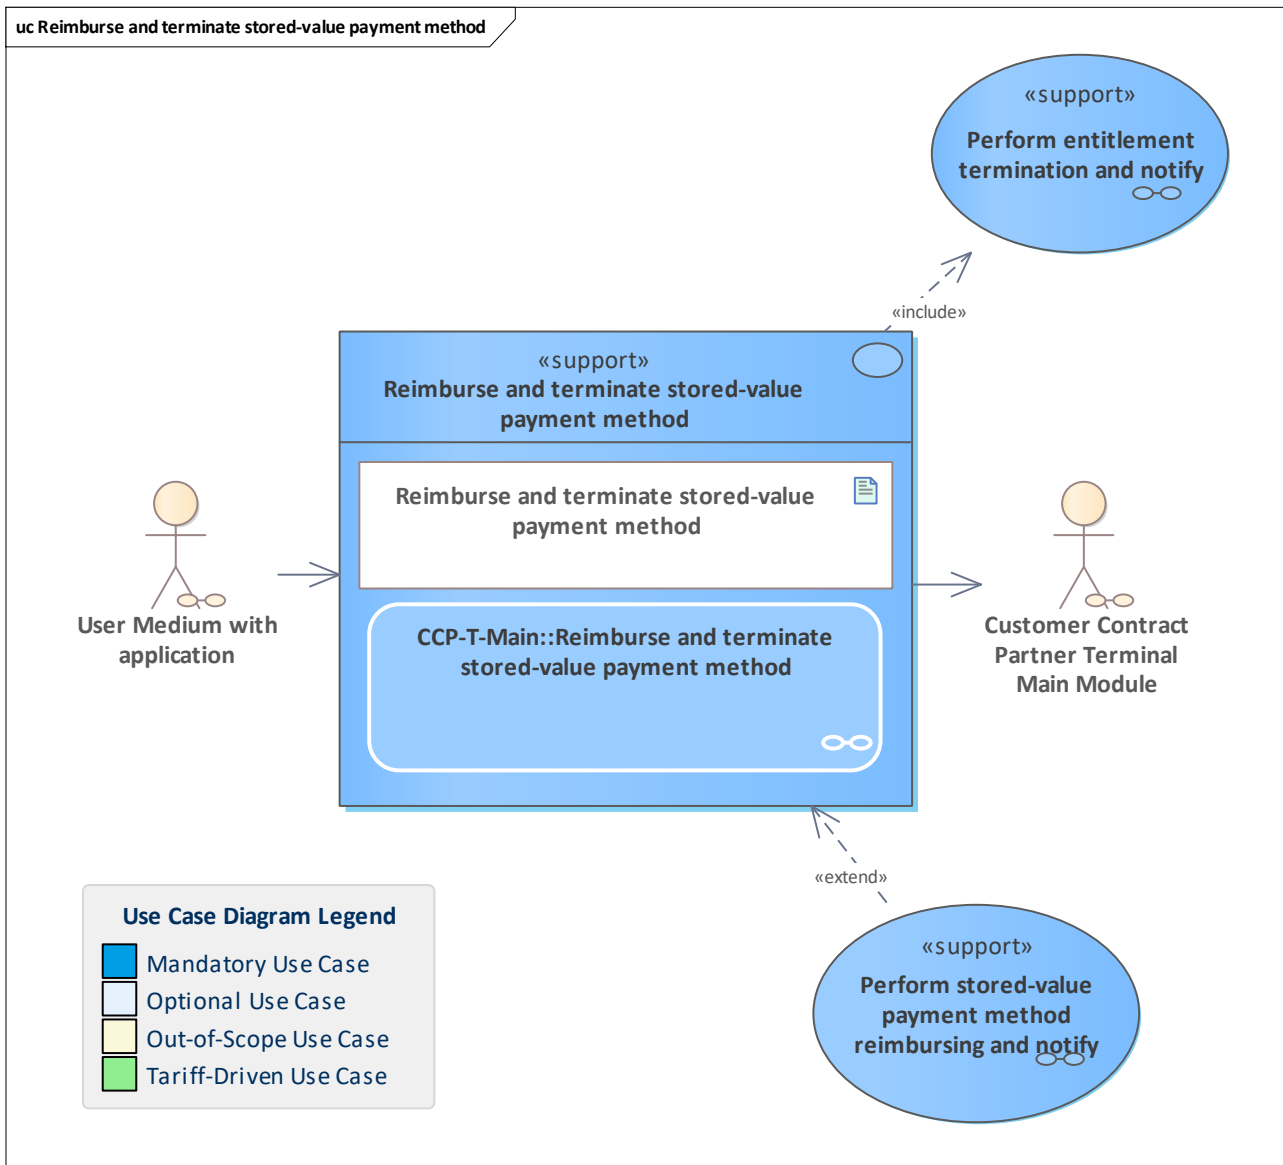 uc Reimburse and terminate stored-value payment method
«support»
Perform entitlement
termination and notify
«include»
«support»
Reimburse and terminate stored-value
payment method
Reimburse and terminate stored-value
payment method
CCP-T-Main::Reimburse and terminate
stored-value payment method
User Medium with
application
Customer Contract
Partner Terminal
Main Module
«extend»
«support»
Perform stored-value
payment method
reimbursing and notify
Use Case Diagram Legend
Mandatory Use Case
Optional Use Case
Out-of-Scope Use Case
Tariff-Driven Use Case